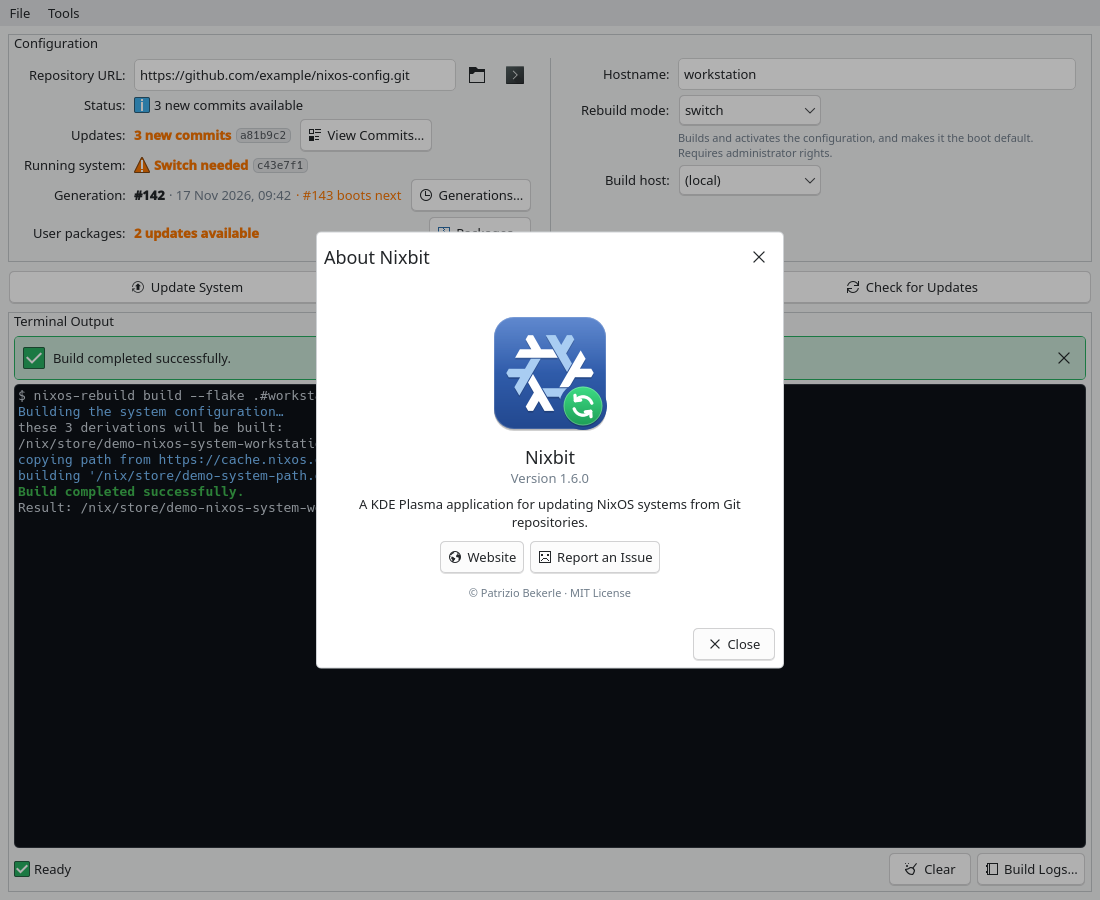 File Tools
Configuration
Repository URL: https://github.com/example/nixos-config.git
Status: 3 new commits available
Updates: 3 new commits a81b9c2 View Commits...
Running system: Switch needed c43e7f1
Generation: #142 · 17 Nov 2026, 09:42 · #143 boots next Generations...
User packages: 2 updates available Packages...
Hostname: workstation
Rebuild mode: switch
Builds and activates the configuration, and makes it the boot default.
Requires administrator rights.
Build host: (local)
Update System
Check for Updates
Terminal Output
Build completed successfully.
$ nixos-rebuild build --flake .#workst
Building the system configuration…
these 3 derivations will be built:
/nix/store/demo-nixos-system-workstati
copying path from https://cache.nixos.
building '/nix/store/demo-system-path.
Build completed successfully.
Result: /nix/store/demo-nixos-system-w
About Nixbit
Nixbit
Version 1.6.0
A KDE Plasma application for updating NixOS systems from Git
repositories.
Website
Report an Issue
© Patrizio Bekerle · MIT License
Close
Ready
Clear
Build Logs...